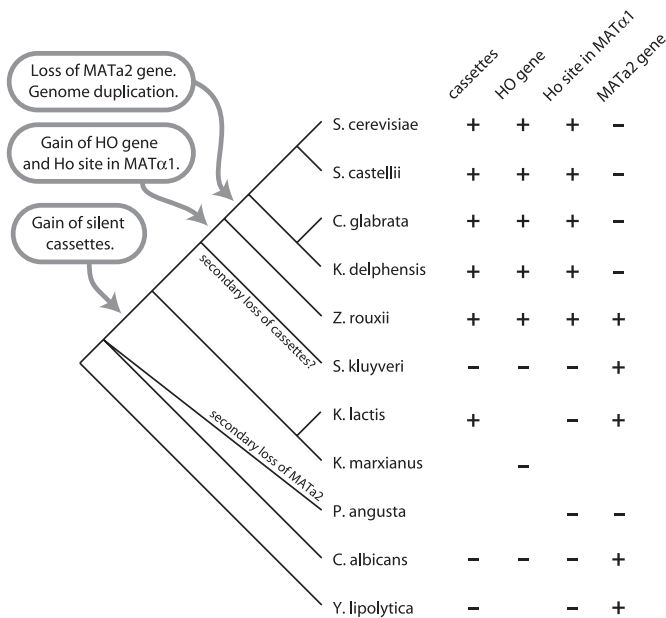 cassettes
HO gene
Ho site in MATα1
MATa2 gene
Loss of MATa2 gene.
Genome duplication.
Gain of HO gene
and Ho site in MATα1.
Gain of silent
cassettes.
S. cerevisiae + + + −
S. castellii + + + −
C. glabrata + + + −
K. delphensis + + + −
Z. rouxii + + + +
secondary loss of cassettes?
S. kluyveri − − − +
K. lactis + − +
K. marxianus −
secondary loss of MATa2
P. angusta − −
C. albicans − − − +
Y. lipolytica − − +